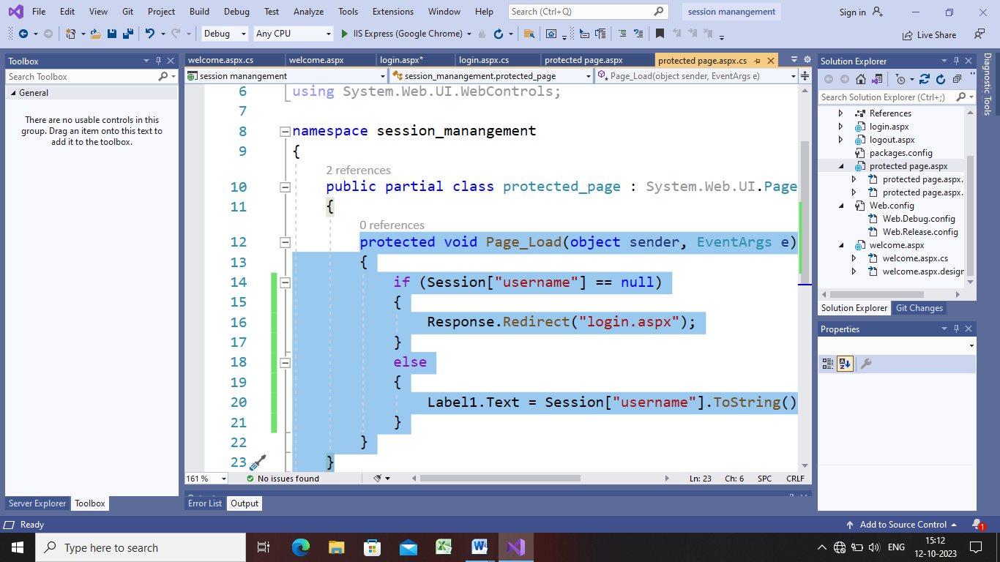 File Edit View Git Project Build Debug Test Analyze Tools Extensions Window Help Search (Ctrl+Q) session manangement Sign in
Debug Any CPU IIS Express (Google Chrome) Live Share
Toolbox
Search Toolbox
General
There are no usable controls in this
group. Drag an item onto this text to
add it to the toolbox.
Server Explorer Toolbox
welcome.aspx.cs welcome.aspx login.aspx* login.aspx.cs protected page.aspx protected page.aspx.cs
session manangement session_manangement.protected_page Page_Load(object sender, EventArgs e)
6 using System.Web.UI.WebControls;
7
8 namespace session_manangement
9 {
2 references
10 public partial class protected_page : System.Web.UI.Page
11 {
0 references
12 protected void Page_Load(object sender, EventArgs e)
13 {
14 if (Session["username"] == null)
15 {
16 Response.Redirect("login.aspx");
17 }
18 else
19 {
20 Label1.Text = Session["username"].ToString()
21 }
22 }
23 }
161 % No issues found Ln: 23 Ch: 6 SPC CRLF
Error List Output
Solution Explorer
Search Solution Explorer (Ctrl+;)
References
login.aspx
logout.aspx
packages.config
protected page.aspx
protected page.aspx.
protected page.aspx.
Web.config
Web.Debug.config
Web.Release.config
welcome.aspx
welcome.aspx.cs
welcome.aspx.design
Solution Explorer Git Changes
Properties
Diagnostic Tools
Ready Add to Source Control 1
Type here to search ENG 15:12
12-10-2023